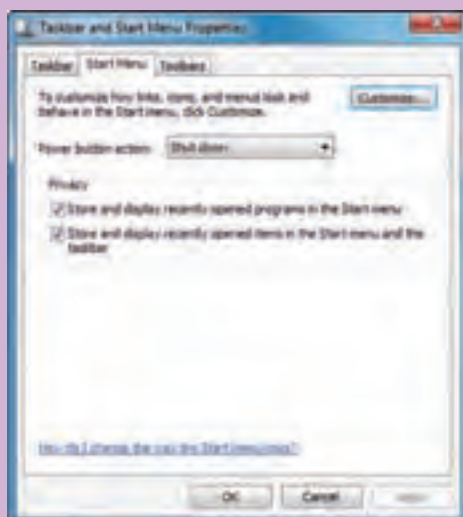 Taskbar and Start Menu Properties
Taskbar Start Menu Toolbars
To customize how links, icons, and menus look and
behave in the Start menu, click Customize.
Customize...
Power button action: Shut down
Privacy
Store and display recently opened programs in the Start menu
Store and display recently opened items in the Start menu and the
taskbar
How do I change the way the Start menu looks?
OK Cancel Apply